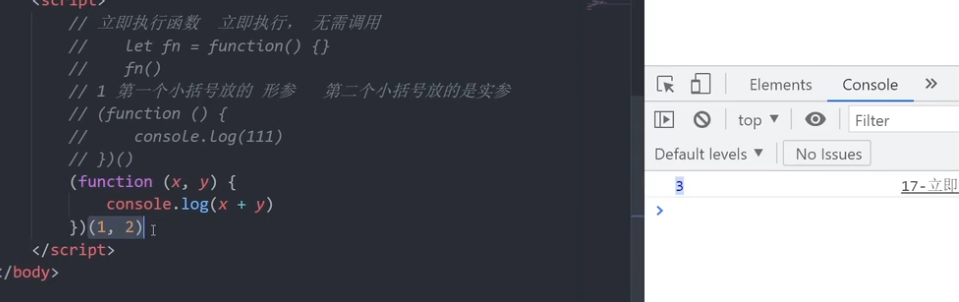 <script>
// 立即执行函数  立即执行， 无需调用
//    let fn = function() {}
//    fn()
// 1 第一个小括号放的 形参   第二个小括号放的是实参
// (function () {
//     console.log(111)
// })()
(function (x, y) {
    console.log(x + y)
})(1, 2)
</script>
</body>
Elements Console »
top ▼ Filter
Default levels ▼ No Issues
3 17-立即
>